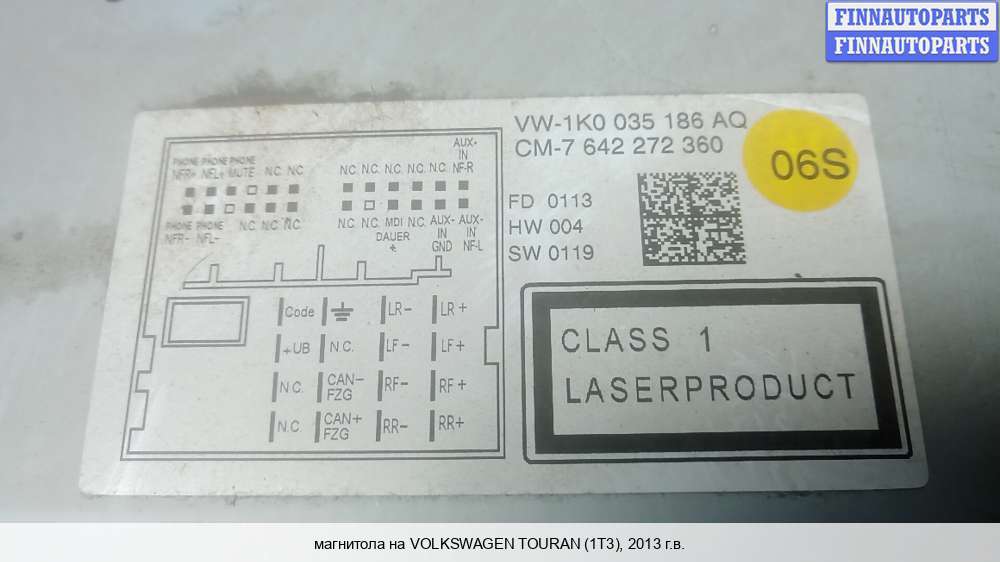 FINNAUTOPARTS
FINNAUTOPARTS
VW-1K0 035 186 AQ
CM-7 642 272 360
06S
FD 0113
HW 004
SW 0119
PHONE PHONE PHONE
NFR+ NFL+ MUTE N.C. N.C.
N.C. N.C. N.C. N.C. N.C. AUX-
IN
NF-R
PHONE PHONE N.C. N.C. N.C.
NFR- NFL-
N.C. N.C. MDI N.C. AUX- AUX-
DAUER IN IN
+ GND NF-L
Code LR- LR+
+UB N.C. LF- LF+
N.C. CAN- RF- RF+
FZG
N.C. CAN+ RR- RR+
FZG
CLASS 1
LASERPRODUCT
магнитола на VOLKSWAGEN TOURAN (1T3), 2013 г.в.